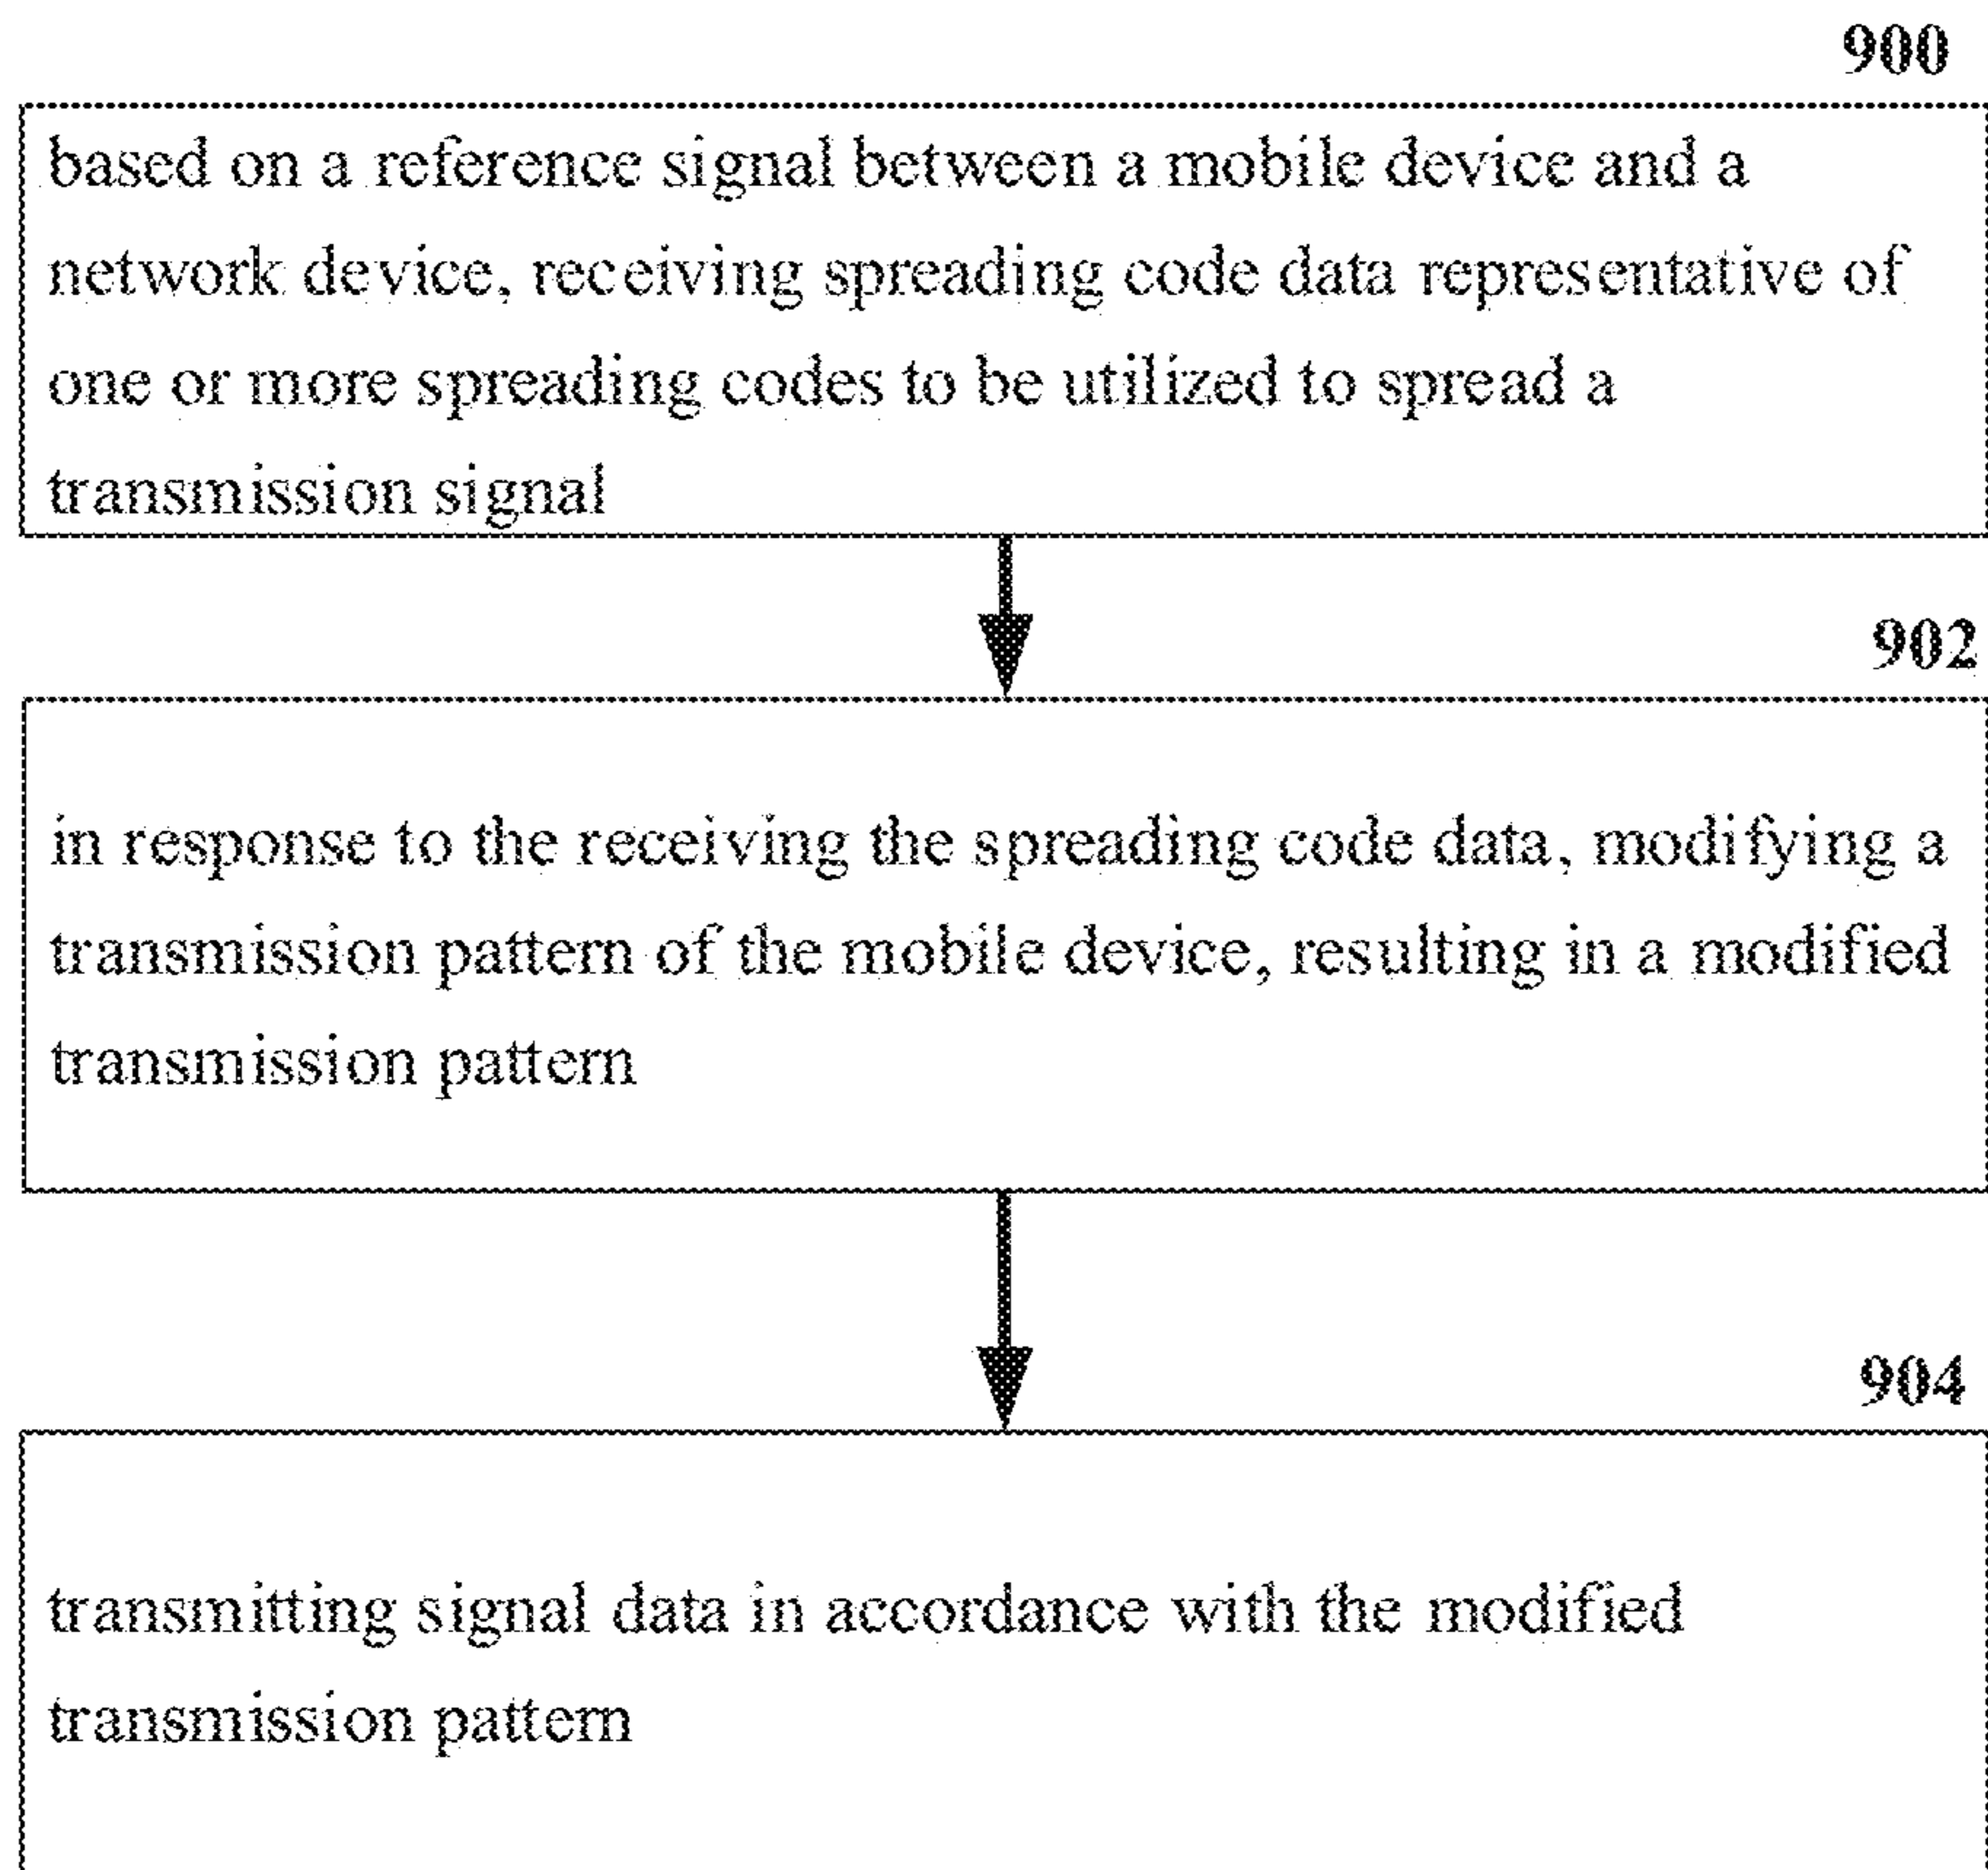 900
based on a reference signal between a mobile device and a
network device, receiving spreading code data representative of
one or more spreading codes to be utilized to spread a
transmission signal
902
in response to the receiving the spreading code data, modifying a
transmission pattern of the mobile device, resulting in a modified
transmission pattern
904
transmitting signal data in accordance with the modified
transmission pattern